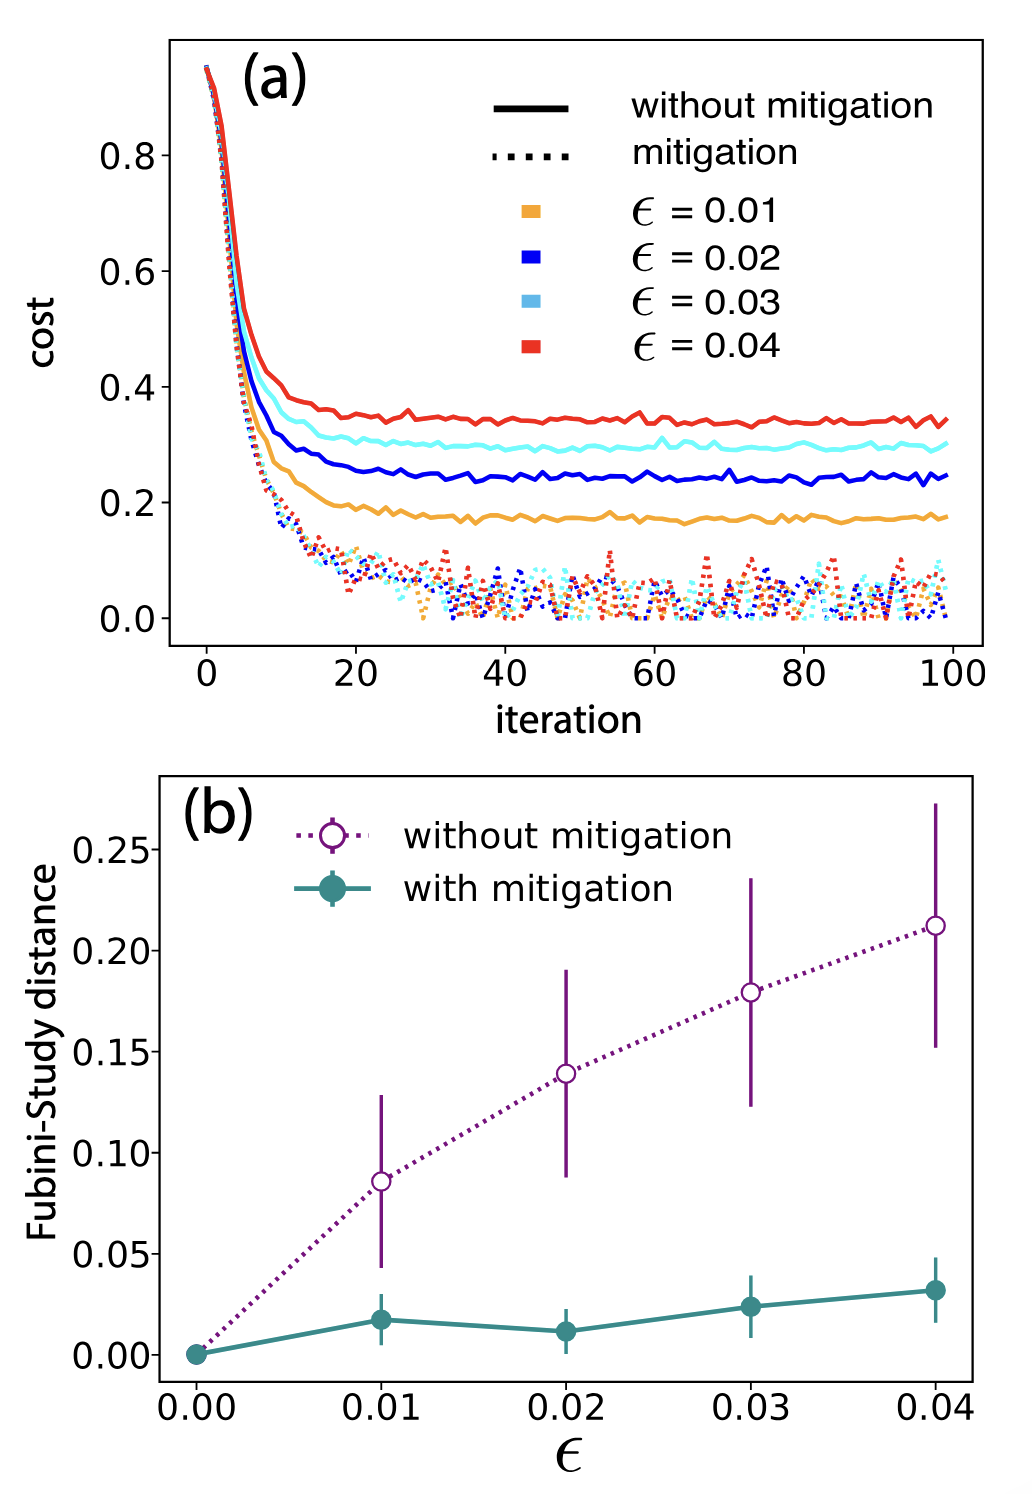 (a)
without mitigation
mitigation
ϵ = 0.01
ϵ = 0.02
ϵ = 0.03
ϵ = 0.04
cost
0.8
0.6
0.4
0.2
0.0
0 20 40 60 80 100
iteration
(b)
without mitigation
with mitigation
Fubini-Study distance
0.25
0.20
0.15
0.10
0.05
0.00
0.00 0.01 0.02 0.03 0.04
ϵ